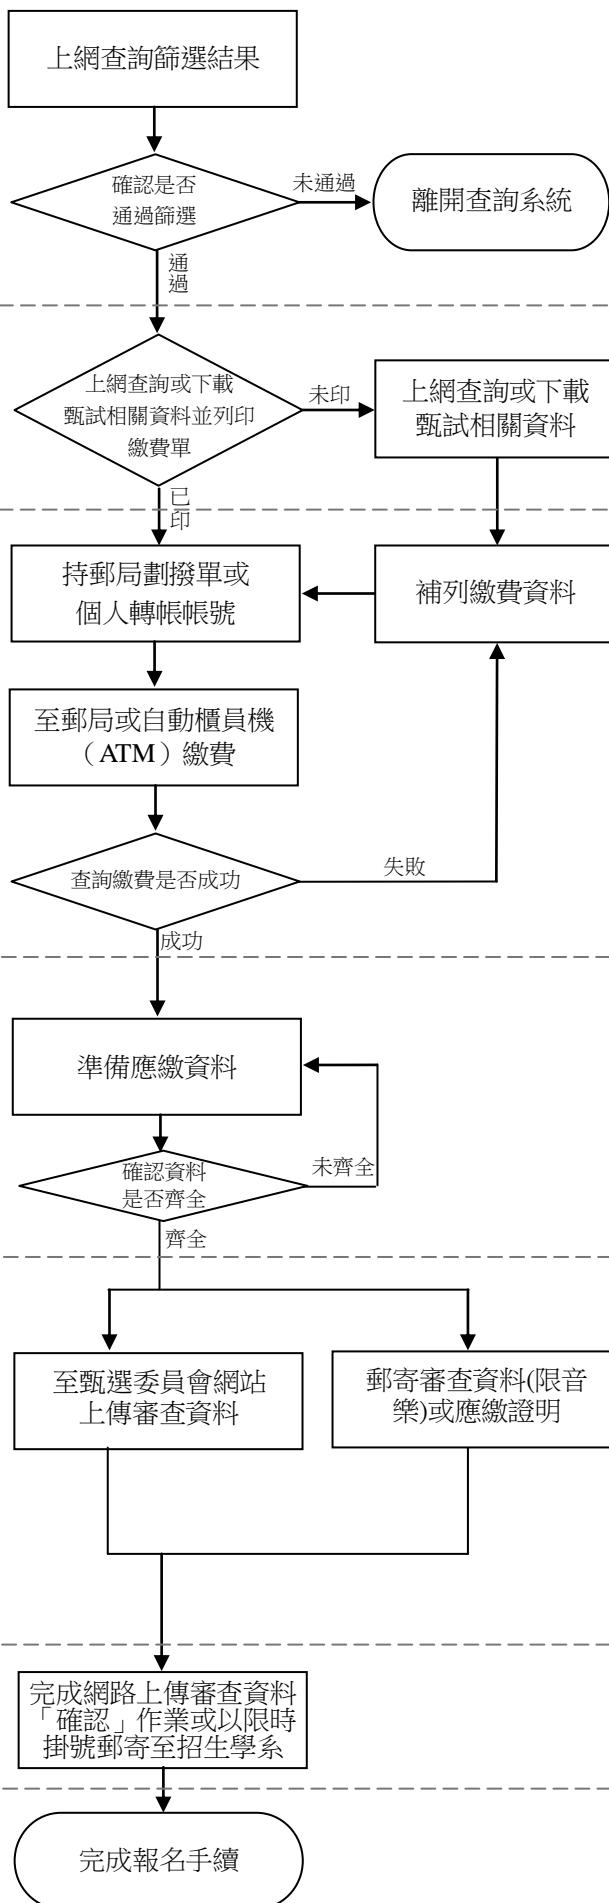 上網查詢篩選結果
確認是否
通過篩選
未通過
離開查詢系統
通
過
上網查詢或下載
甄試相關資料並列印
繳費單
未印
上網查詢或下載
甄試相關資料
已
印
持郵局劃撥單或
個人轉帳帳號
補列繳費資料
至郵局或自動櫃員機
（ATM）繳費
查詢繳費是否成功
失敗
成功
準備應繳資料
確認資料
是否齊全
未齊全
齊全
至甄選委員會網站
上傳審查資料
郵寄審查資料(限音
樂)或應繳證明
完成網路上傳審查資料
「確認」作業或以限時
掛號郵寄至招生學系
完成報名手續